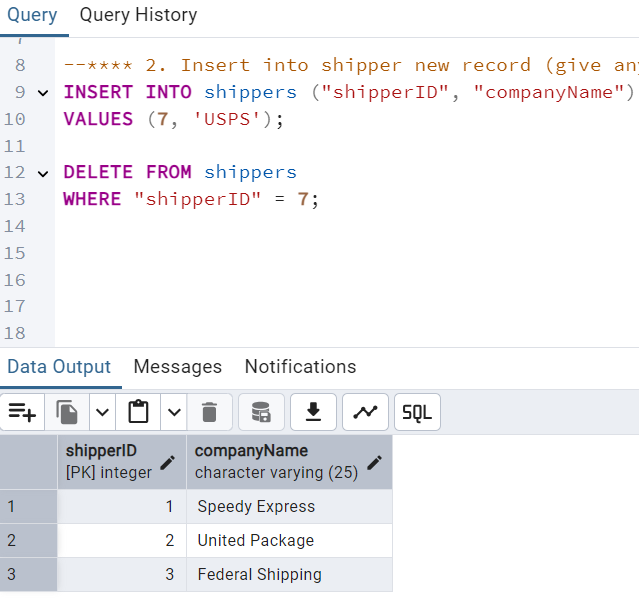 Query Query History
8 --**** 2. Insert into shipper new record (give any
9 INSERT INTO shippers ("shipperID", "companyName")
10 VALUES (7, 'USPS');
11
12 DELETE FROM shippers
13 WHERE "shipperID" = 7;
14
15
16
17
18
Data Output Messages Notifications
SQL
shipperID companyName
[PK] integer character varying (25)
1 1 Speedy Express
2 2 United Package
3 3 Federal Shipping